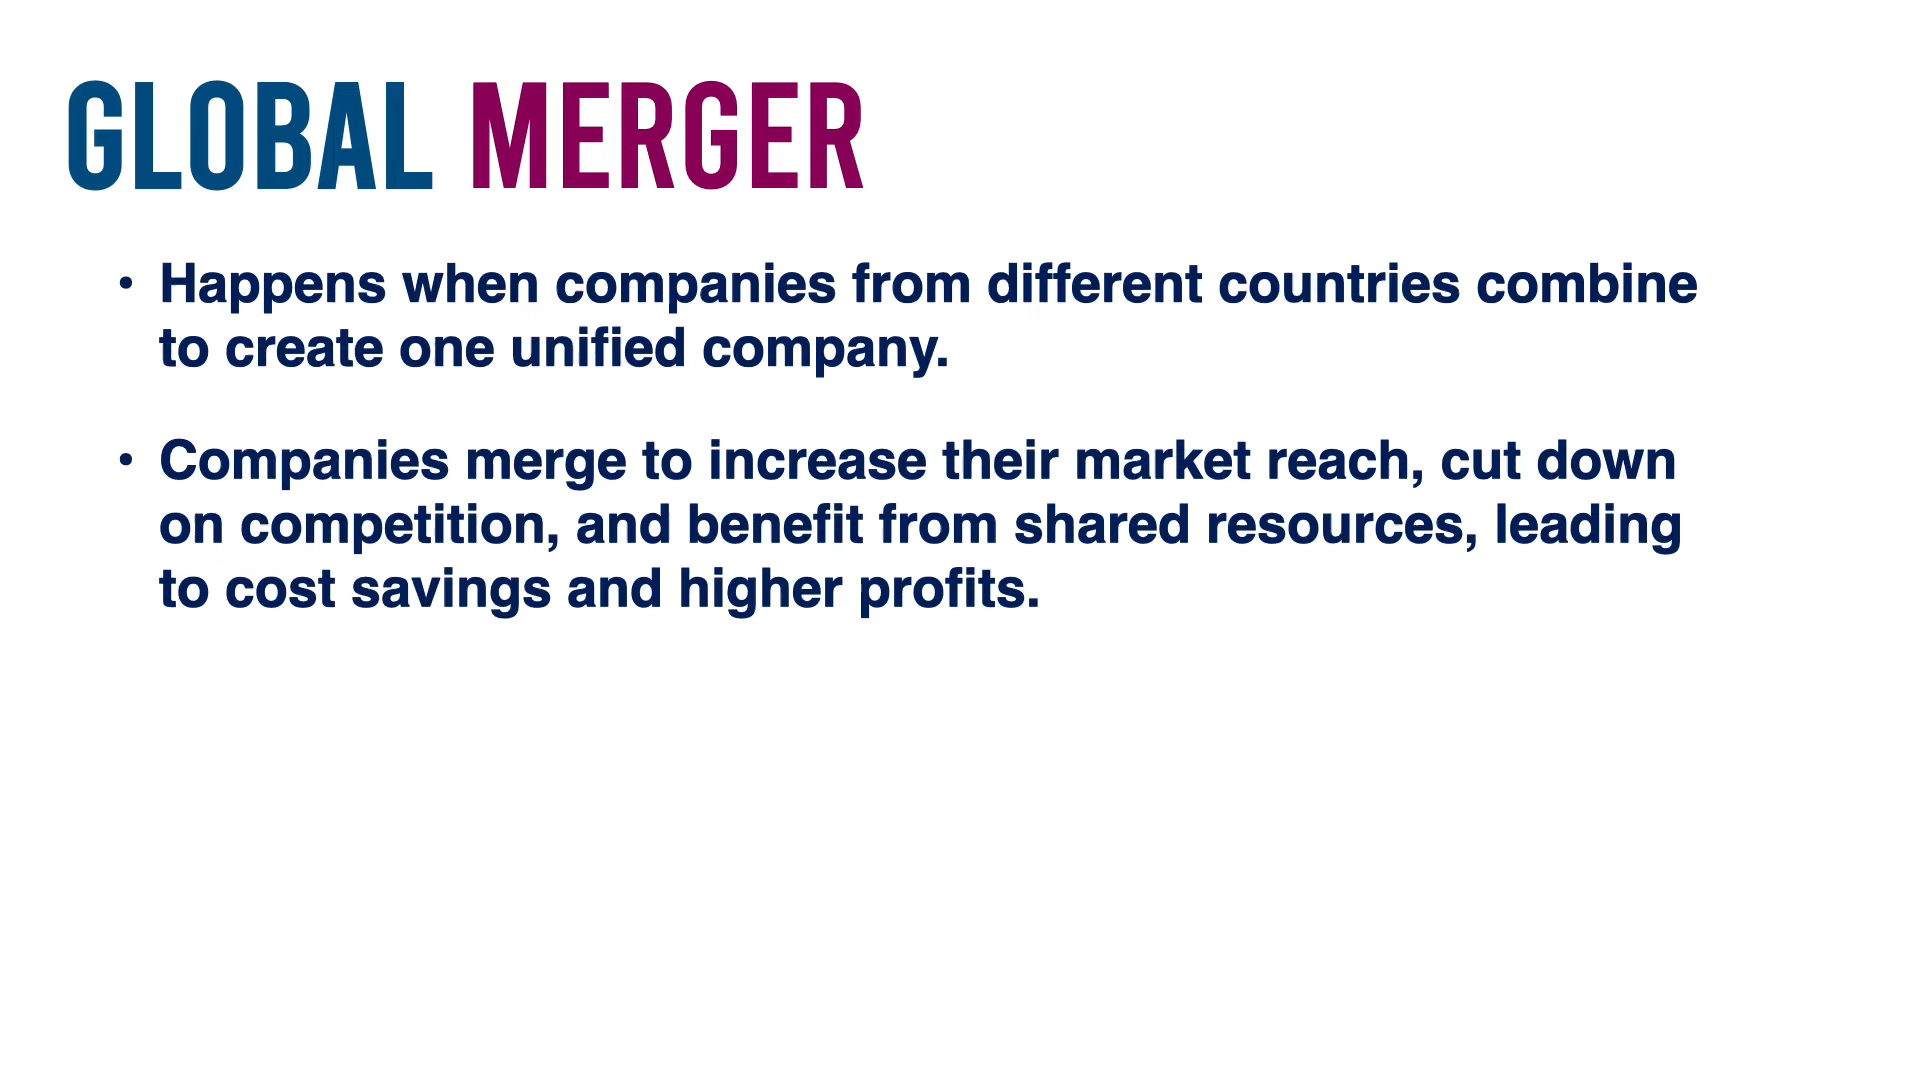 GLOBAL MERGER
• Happens when companies from different countries combine
to create one unified company.
• Companies merge to increase their market reach, cut down
on competition, and benefit from shared resources, leading
to cost savings and higher profits.